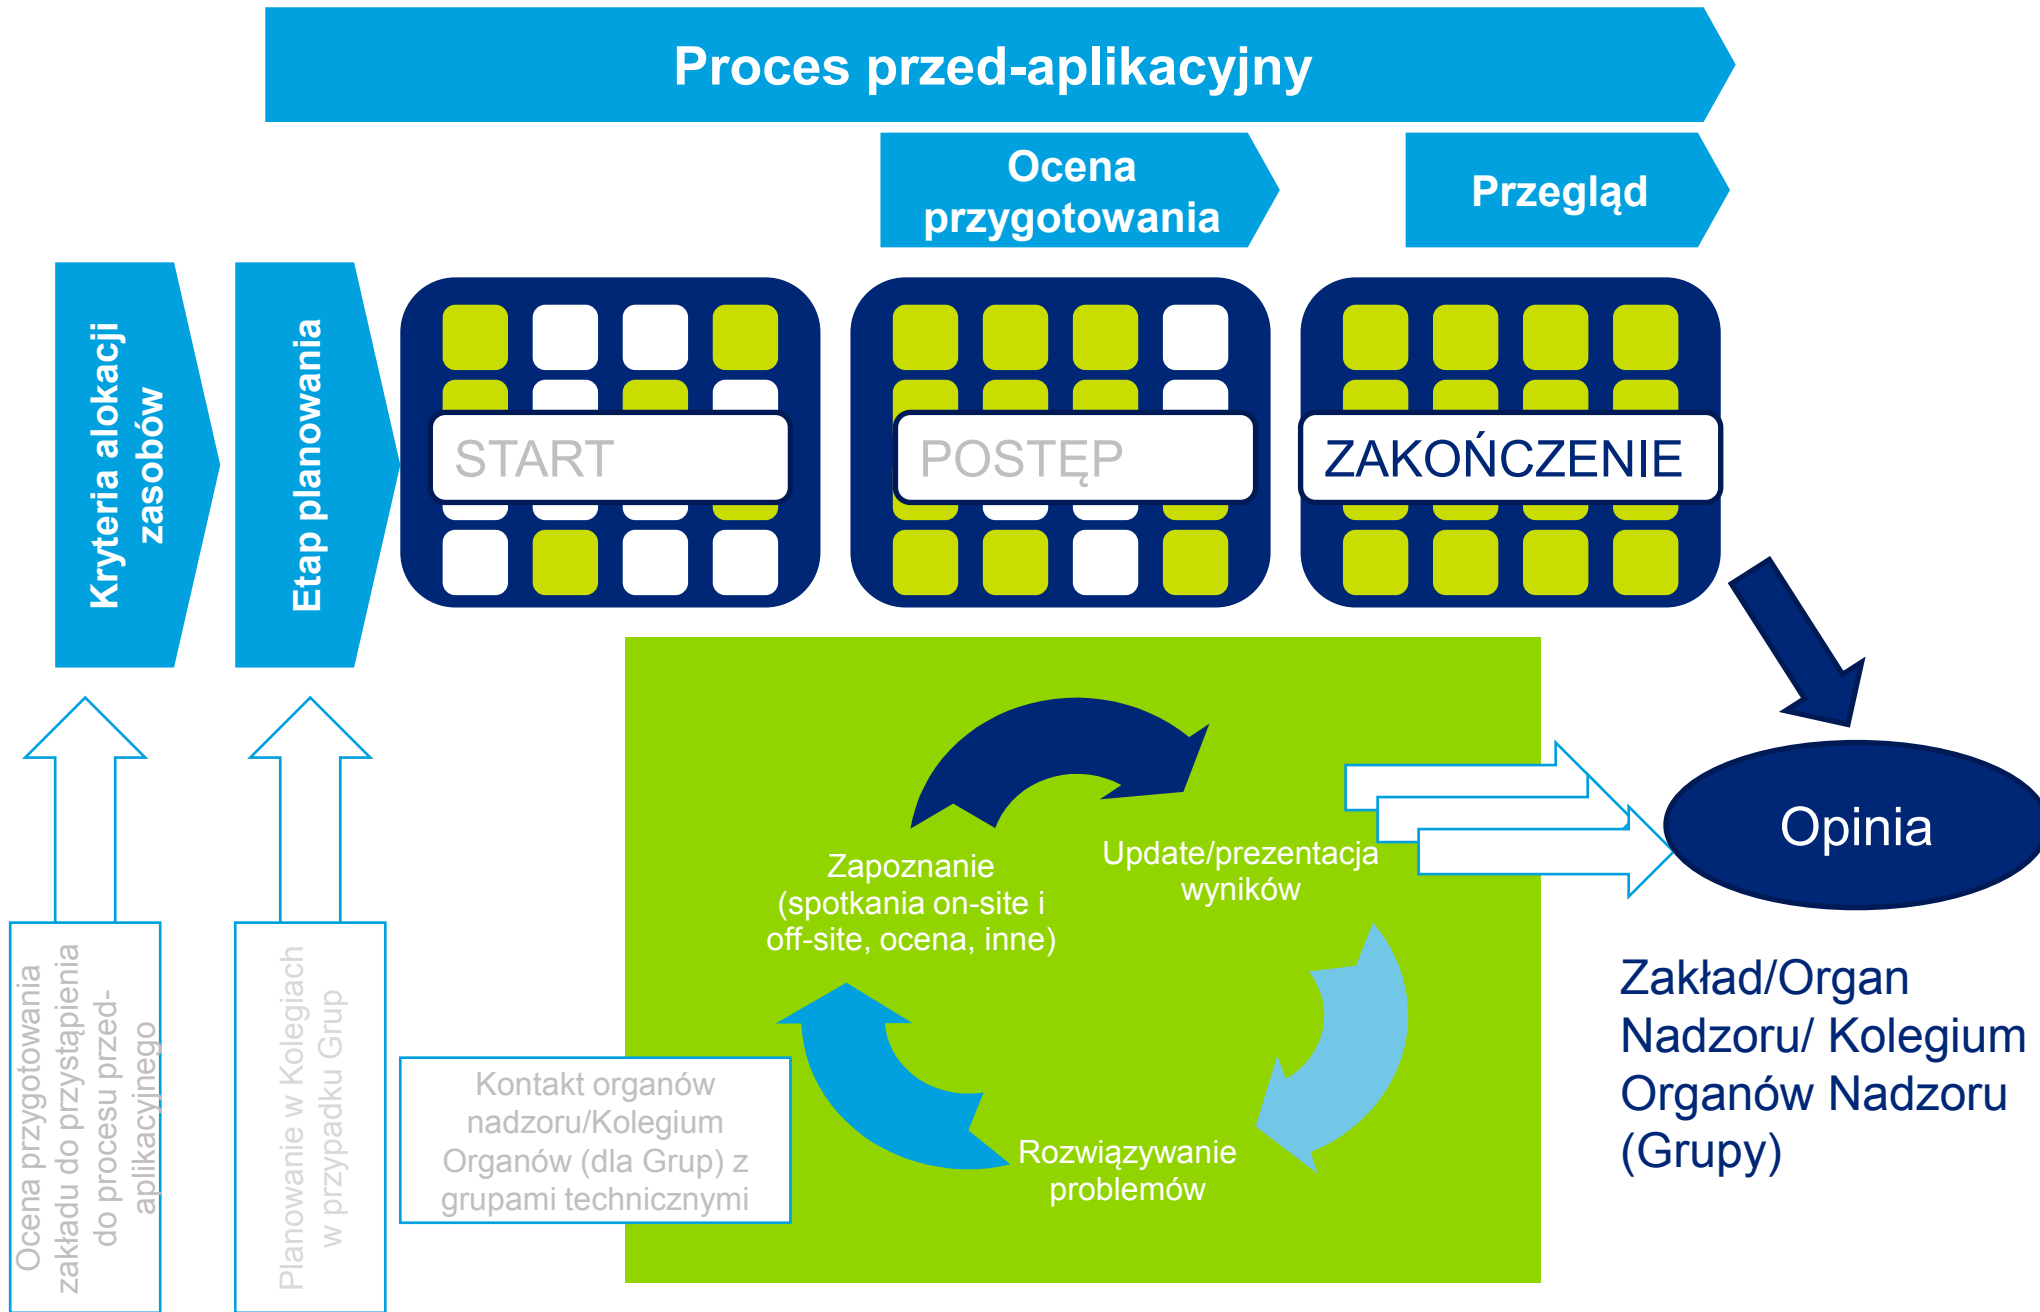 Proces przed-aplikacyjny
Ocena
przygotowania
Przegląd
Kryteria alokacji
zasobów
Etap planowania
START
POSTĘP
ZAKOŃCZENIE
Zapoznanie
(spotkania on-site i
off-site, ocena, inne)
Update/prezentacja
wyników
Rozwiązywanie
problemów
Opinia
Zakład/Organ
Nadzoru/ Kolegium
Organów Nadzoru
(Grupy)
Ocena przygotowania
zakładu do przystąpienia
do procesu przed-
aplikacyjnego
Planowanie w Kolegiach
w przypadku Grup
Kontakt organów
nadzoru/Kolegium
Organów (dla Grup) z
grupami technicznymi